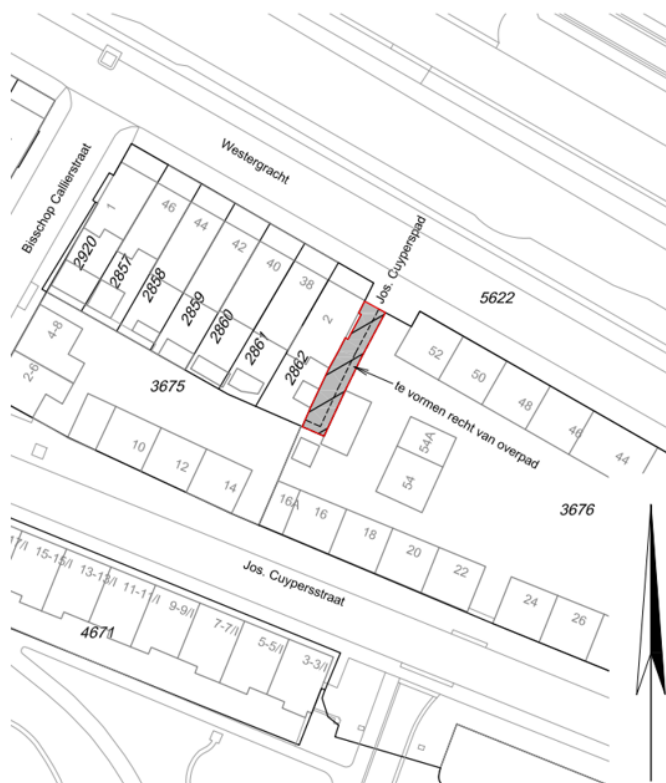 Westergracht
Bisschop Callierstraat
Jos. Cuyperspad
1
46
44
42
40
38
2
2920
2857
2858
2859
2860
2861
2862
5622
52
50
48
46
44
4-8
2-6
3675
te vormen recht van overpad
54A
54
3676
10
12
14
16A
16
18
20
22
24
26
Jos. Cuypersstraat
17/I
15-15/I
13-13/I
11-11/I
9-9/I
7-7/I
5-5/I
3-3/I
4671